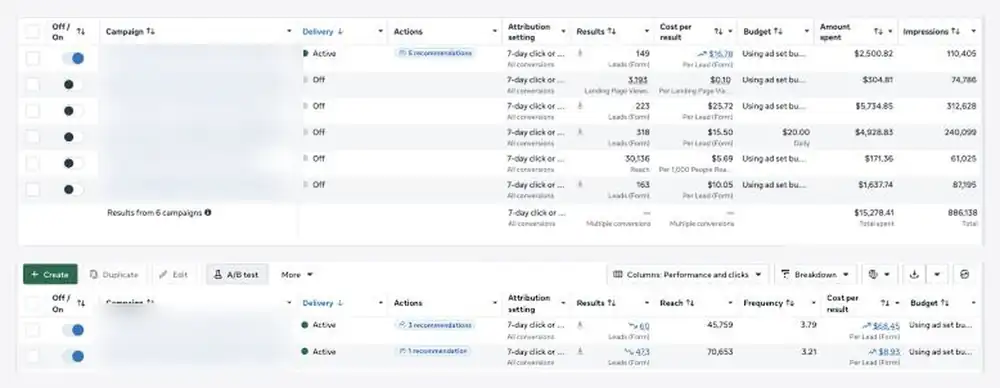 Off / On Campaign Delivery ↓ Actions Attribution setting Results Cost per result Budget Amount spent Impressions
Active 5 recommendations 7-day click or ... 149 $16.78 Using ad set bu... $2,500.82 110,405
All conversions Leads (Form) Per Lead (Form)
Off 7-day click or ... 3,193 $0.10 Using ad set bu... $304.81 74,786
All conversions Landing Page Views Per Landing Page Vie...
Off 7-day click or ... 223 $25.72 Using ad set bu... $5,734.85 312,628
All conversions Leads (Form) Per Lead (Form)
Off 7-day click or ... 318 $15.50 $20.00 $4,928.83 240,099
All conversions Leads (Form) Per Lead (Form) Daily
Off 7-day click or ... 30,136 $5.69 Using ad set bu... $171.36 61,025
All conversions Reach Per 1,000 People Rea...
Off 7-day click or ... 163 $10.05 Using ad set bu... $1,637.74 87,195
All conversions Leads (Form) Per Lead (Form)
Results from 6 campaigns 7-day click or ... — — $15,278.41 886,138
All conversions Multiple conversions Multiple conversions Total spent Total
+ Create Duplicate Edit A/B test More Columns: Performance and clicks Breakdown
Off / On Campaign Delivery ↓ Actions Attribution setting Results Reach Frequency Cost per result Budget
Active 3 recommendations 7-day click or ... 60 45,759 3.79 $68.45 Using ad set bu...
All conversions Leads (Form) Per Lead (Form)
Active 1 recommendation 7-day click or ... 473 70,653 3.21 $8.93 Using ad set bu...
All conversions Leads (Form) Per Lead (Form)